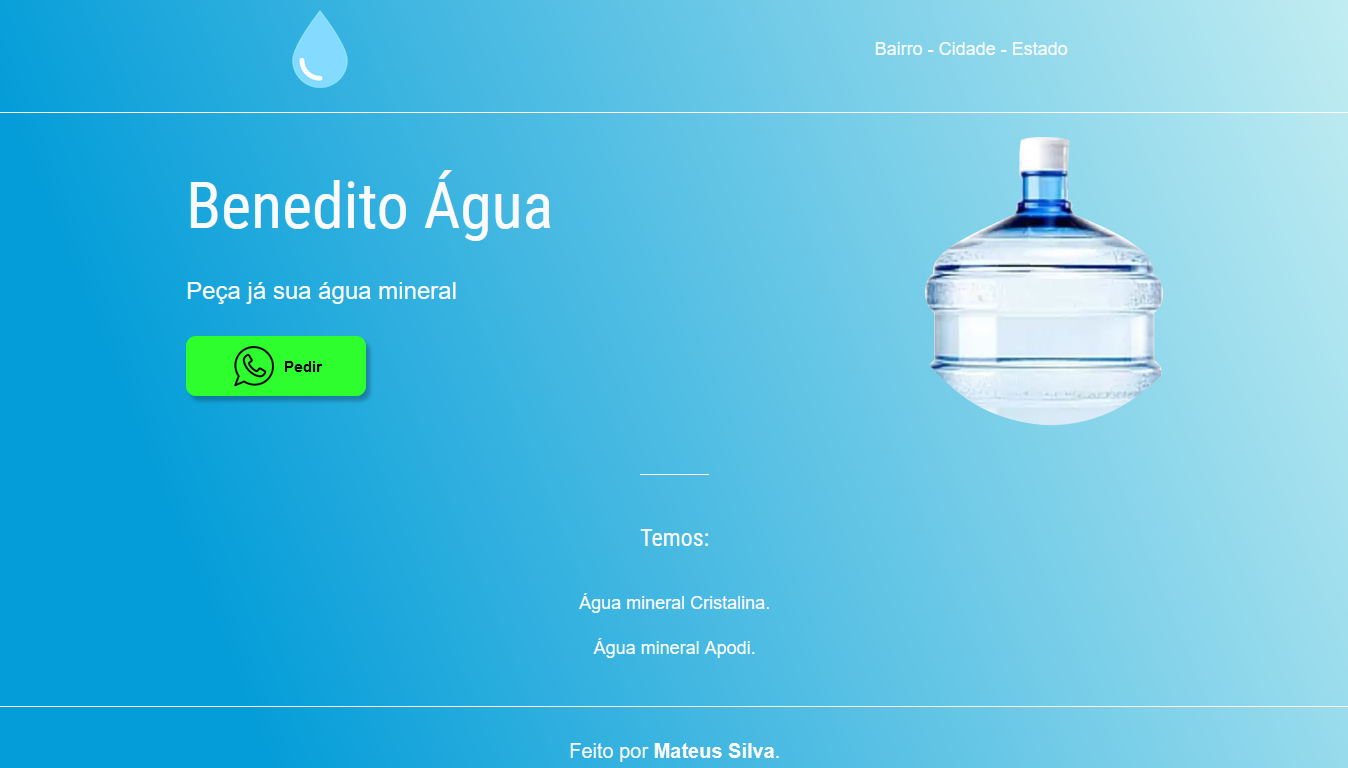 Bairro - Cidade - Estado
Benedito Água
Peça já sua água mineral
Pedir
Temos:
Água mineral Cristalina.
Água mineral Apodi.
Feito por Mateus Silva.